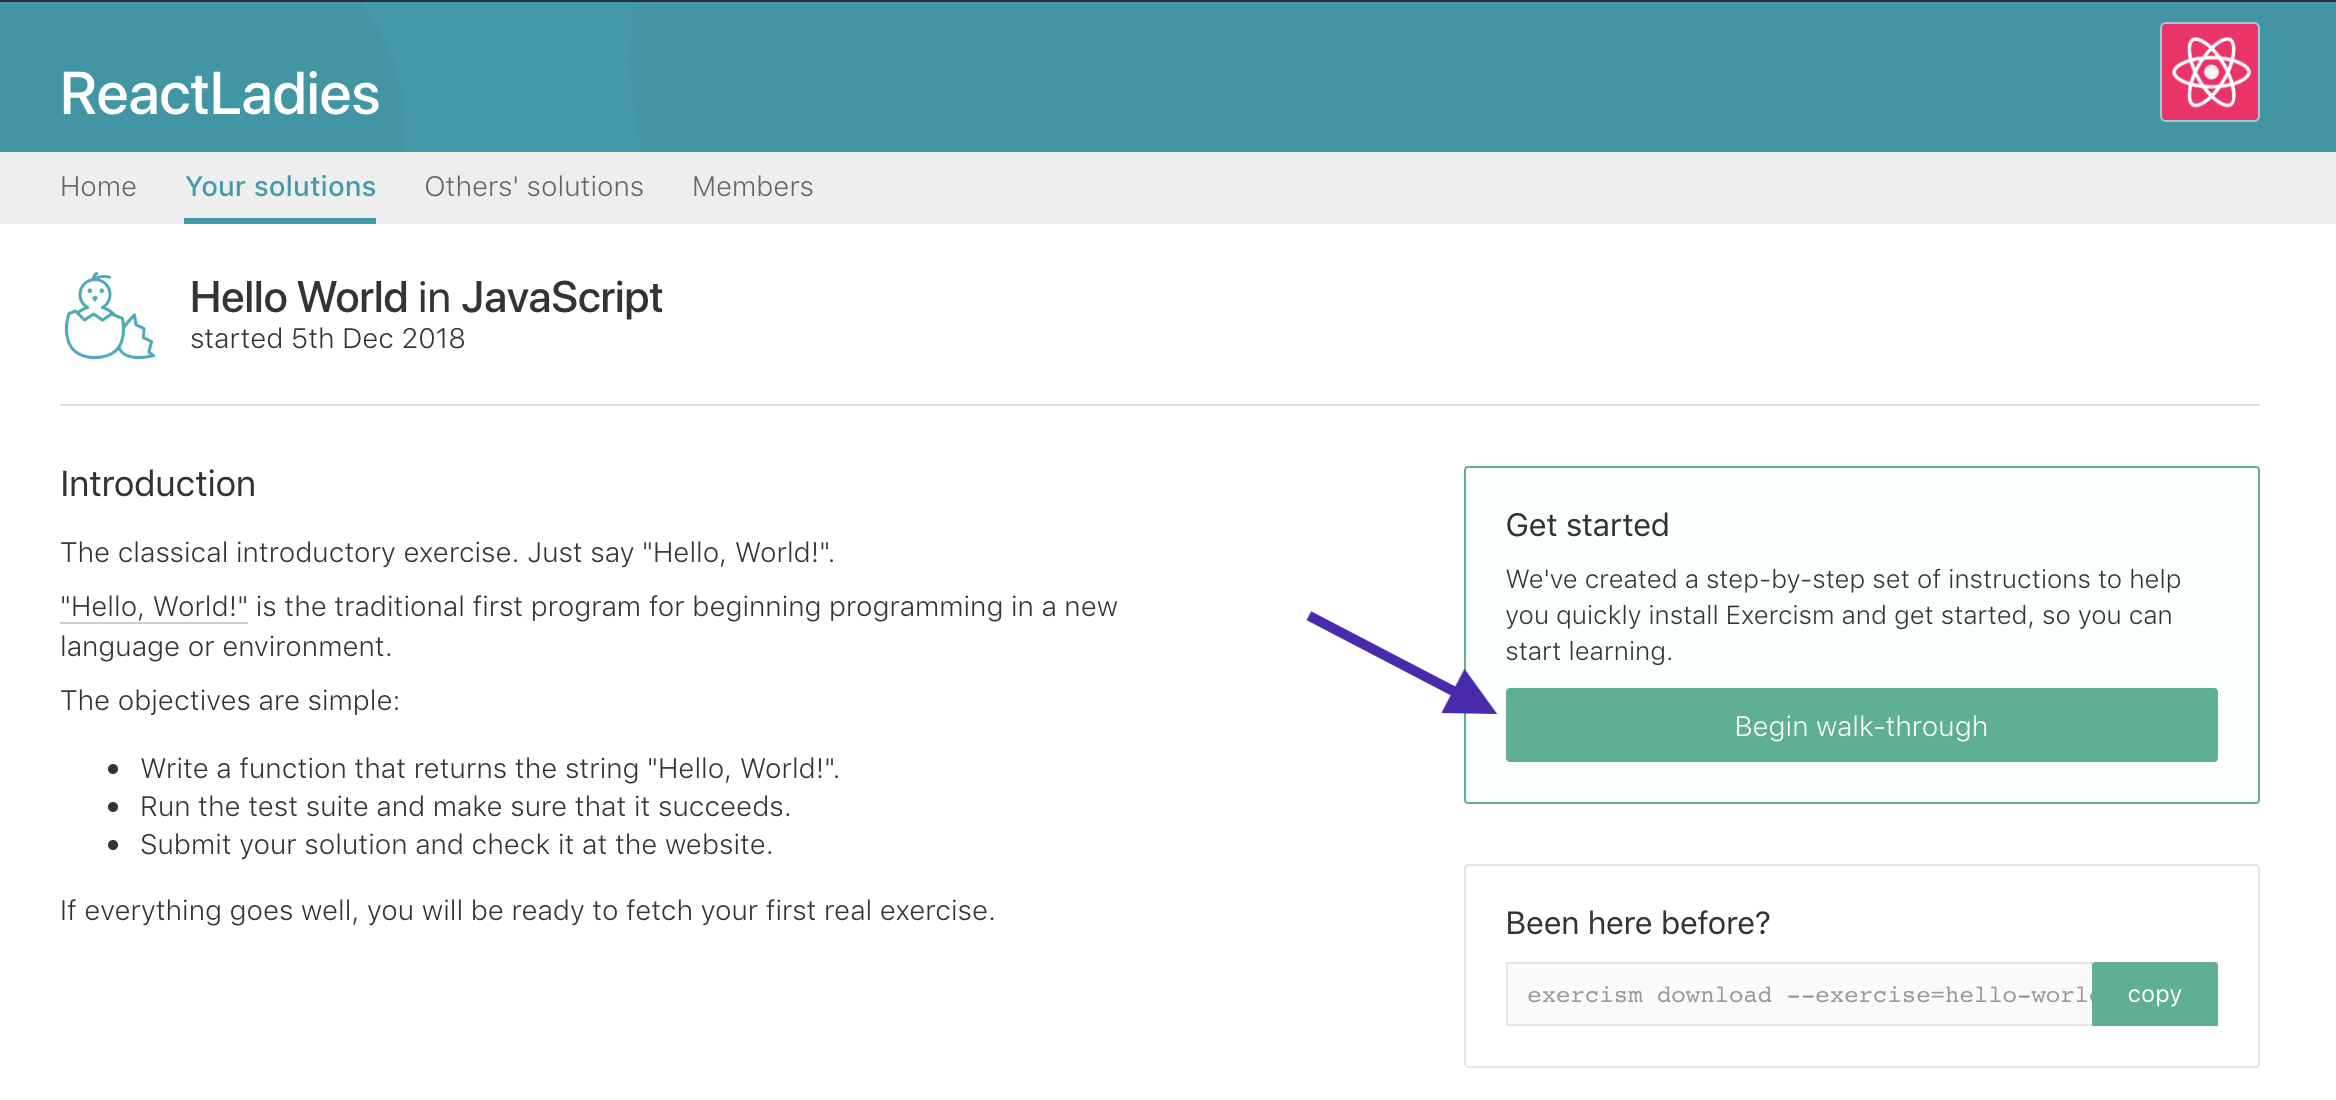 ReactLadies
Home Your solutions Others' solutions Members
Hello World in JavaScript
started 5th Dec 2018
Introduction
The classical introductory exercise. Just say "Hello, World!".
"Hello, World!" is the traditional first program for beginning programming in a new
language or environment.
The objectives are simple:
• Write a function that returns the string "Hello, World!".
• Run the test suite and make sure that it succeeds.
• Submit your solution and check it at the website.
If everything goes well, you will be ready to fetch your first real exercise.
Get started
We've created a step-by-step set of instructions to help
you quickly install Exercism and get started, so you can
start learning.
Begin walk-through
Been here before?
exercism download --exercise=hello-worl copy